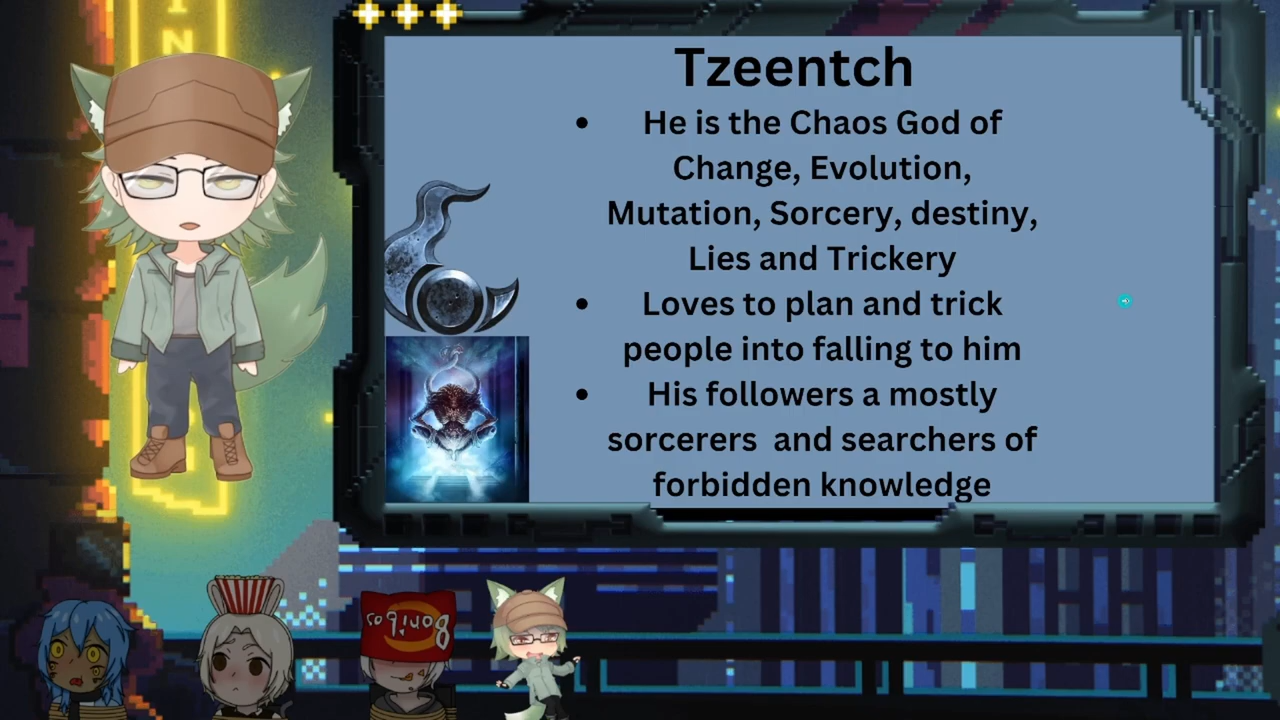 IN
Tzeentch
• He is the Chaos God of
Change, Evolution,
Mutation, Sorcery, destiny,
Lies and Trickery
• Loves to plan and trick
people into falling to him
• His followers a mostly
sorcerers and searchers of
forbidden knowledge